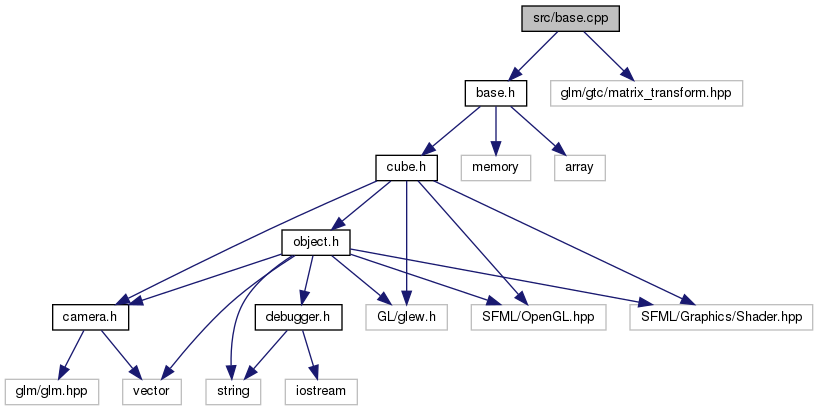 src/base.cpp
base.h
glm/gtc/matrix_transform.hpp
cube.h
memory
array
object.h
camera.h
debugger.h
GL/glew.h
SFML/OpenGL.hpp
SFML/Graphics/Shader.hpp
glm/glm.hpp
vector
string
iostream